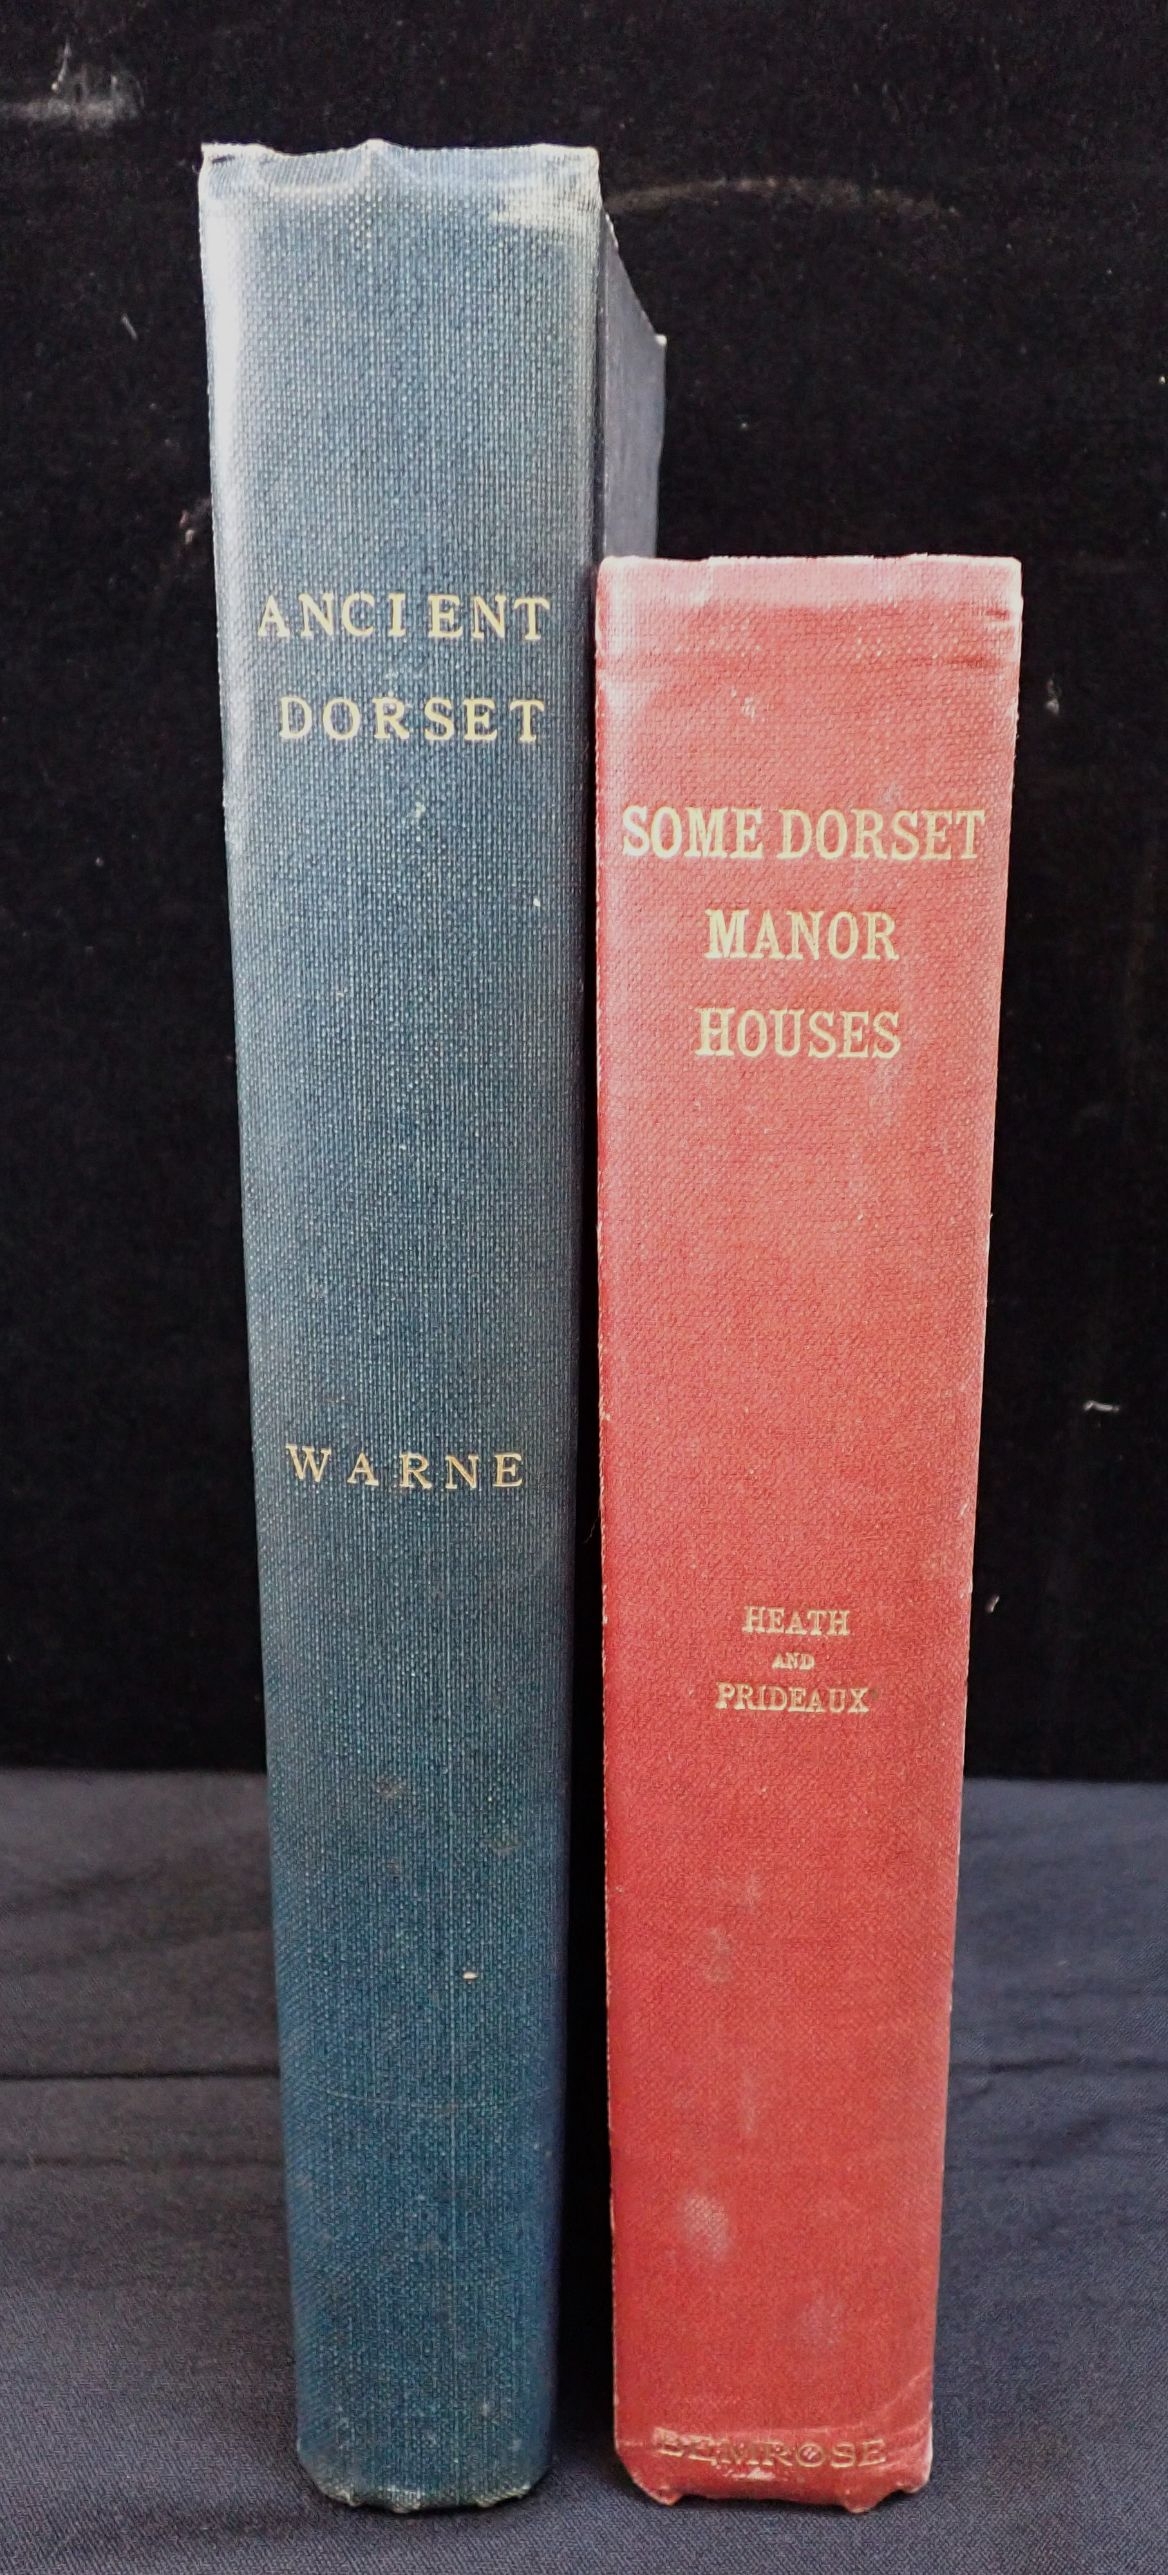 ANCIENT
DORSET
WARNE
SOME DORSET
MANOR
HOUSES
HEATH
AND
PRIDEAUX
BEMROSE